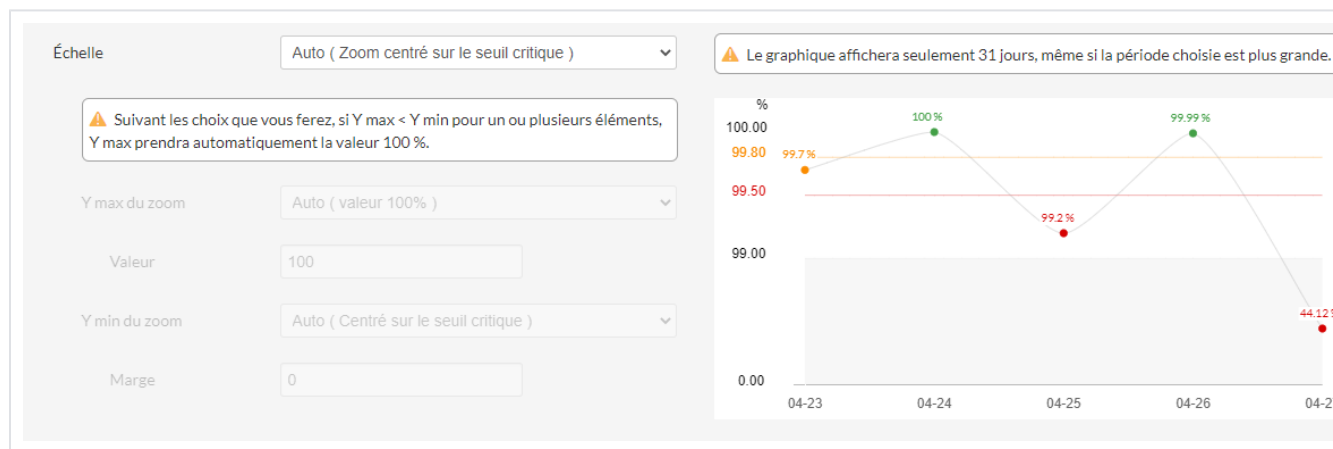 Échelle
Auto ( Zoom centré sur le seuil critique )
Le graphique affichera seulement 31 jours, même si la période choisie est plus grande.
Suivant les choix que vous ferez, si Y max < Y min pour un ou plusieurs éléments,
Y max prendra automatiquement la valeur 100 %.
Y max du zoom
Auto ( valeur 100% )
Valeur
100
Y min du zoom
Auto ( Centré sur le seuil critique )
Marge
0
%
100.00
99.80
99.50
99.00
0.00
99.7 %
100 %
99.2 %
99.99 %
44.12
04-23
04-24
04-25
04-26
04-2